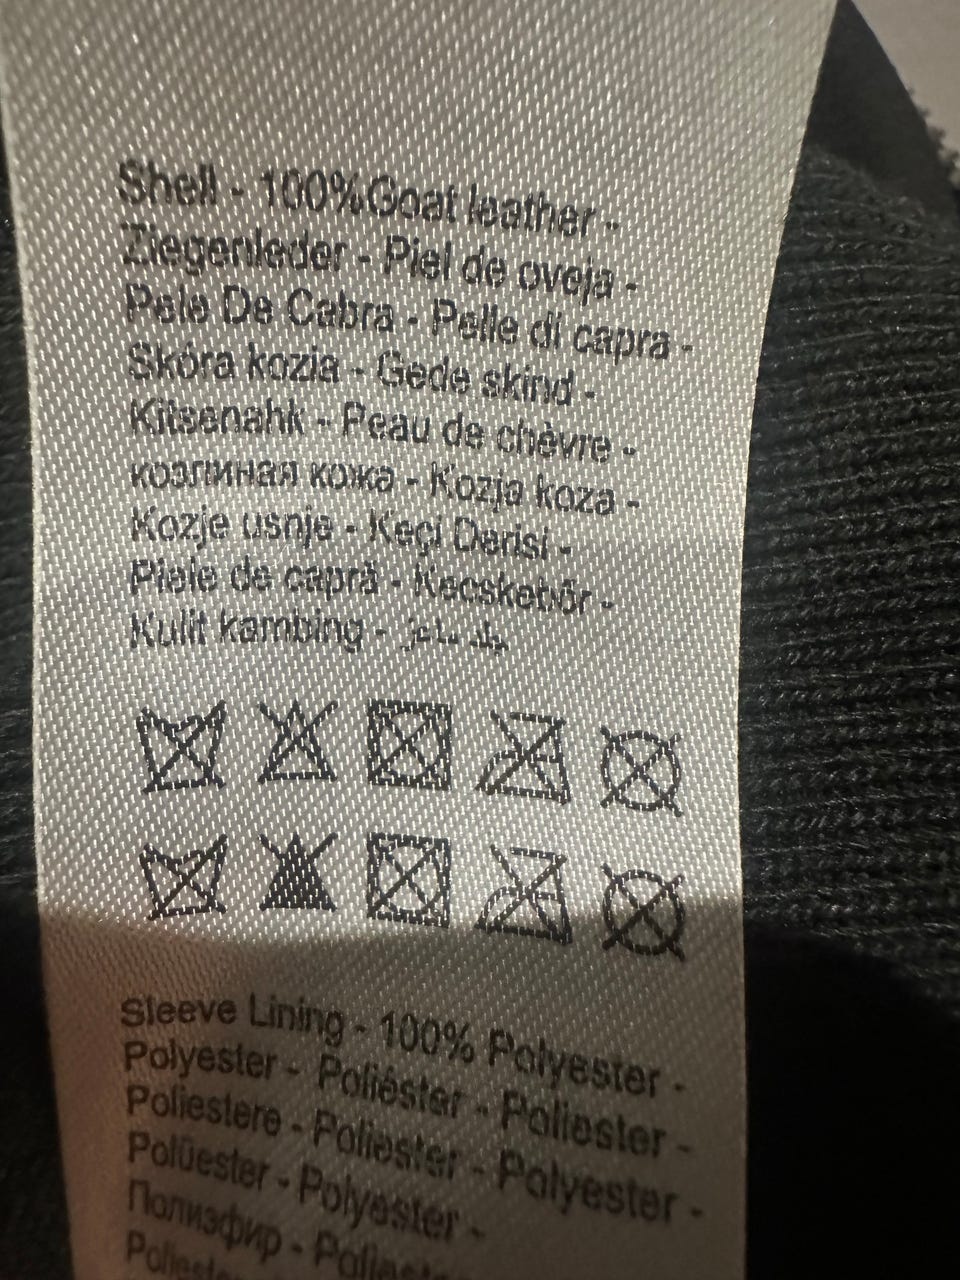 Shell - 100%Goat leather -
Ziegenleder - Piel de oveja -
Pele De Cabra - Pelle di capra -
Skóra kozia - Gede skind -
Kitsenahk - Peau de chèvre -
козлиная кожа - Kozja koza -
Kozje usnje - Keçi Derisi -
Piele de capră - Kecskebőr -
Kulit kambing - جلد ماعز
Sleeve Lining - 100% Polyester -
Polyester - Poliéster - Poliester -
Poliestere - Poliester - Polyester -
Polüester - Polyester -
Полиэфир - Poliester
Poliester